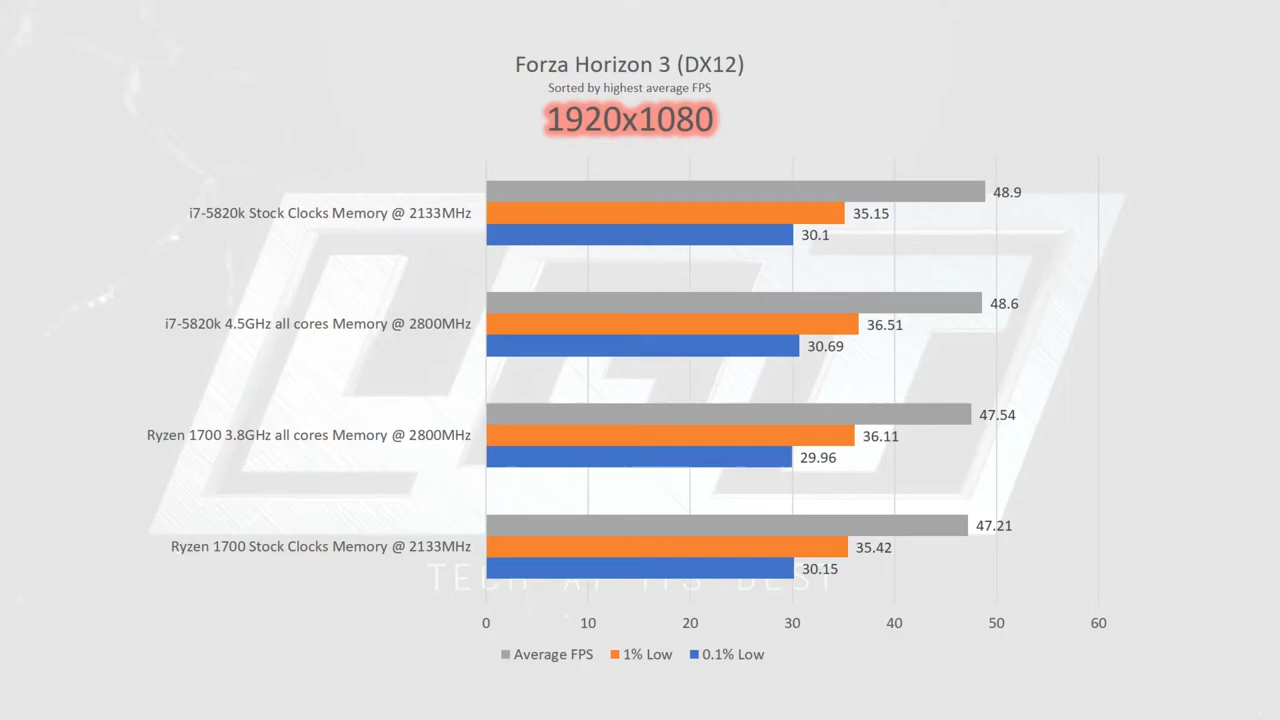 Forza Horizon 3 (DX12)
Sorted by highest average FPS
1920x1080
i7-5820k Stock Clocks Memory @ 2133MHz
48.9
35.15
30.1
i7-5820k 4.5GHz all cores Memory @ 2800MHz
48.6
36.51
30.69
Ryzen 1700 3.8GHz all cores Memory @ 2800MHz
47.54
36.11
29.96
Ryzen 1700 Stock Clocks Memory @ 2133MHz
47.21
35.42
30.15
TECH AT ITS BEST
0 10 20 30 40 50 60
Average FPS 1% Low 0.1% Low